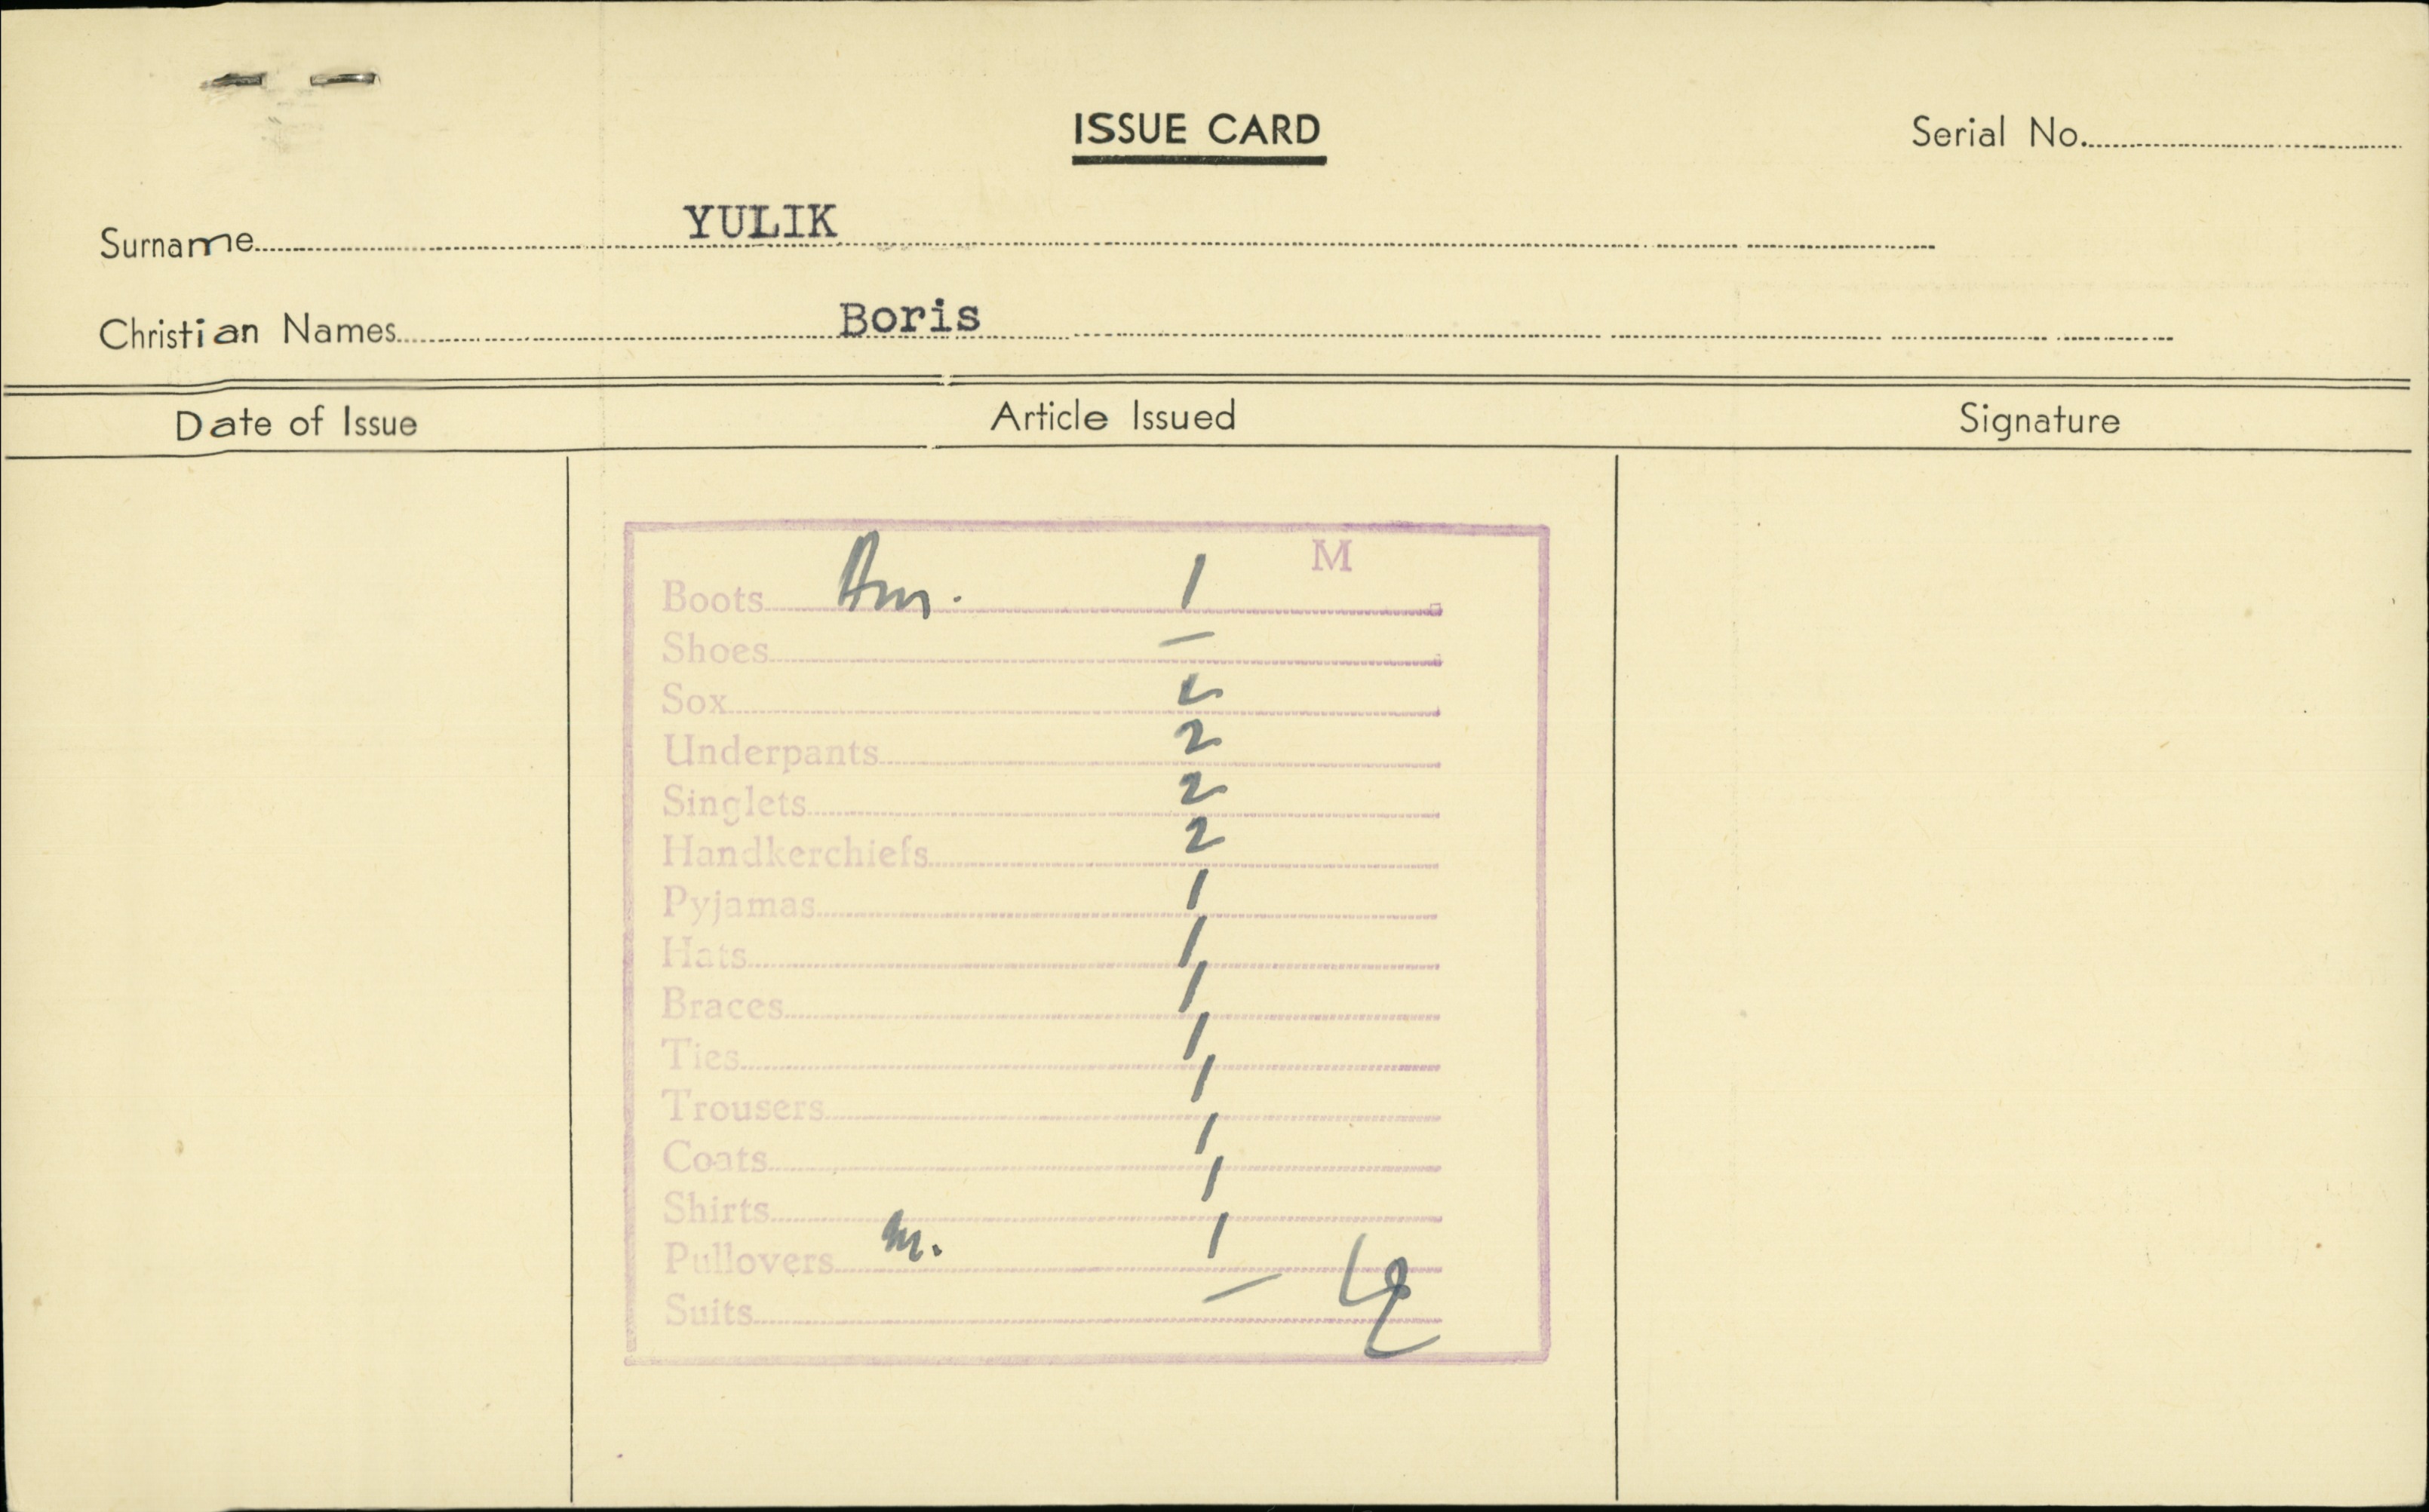 ISSUE CARD
Serial No.
Surname YULIK
Christian Names Boris
Date of Issue Article Issued Signature
M
Boots Am. 1
Shoes —
Sox 2
Underpants 2
Singlets 2
Handkerchiefs 2
Pyjamas 1
Hats 1
Braces 1
Ties 1
Trousers 1
Coats 1
Shirts 1
Pullovers m. 1
Suits —